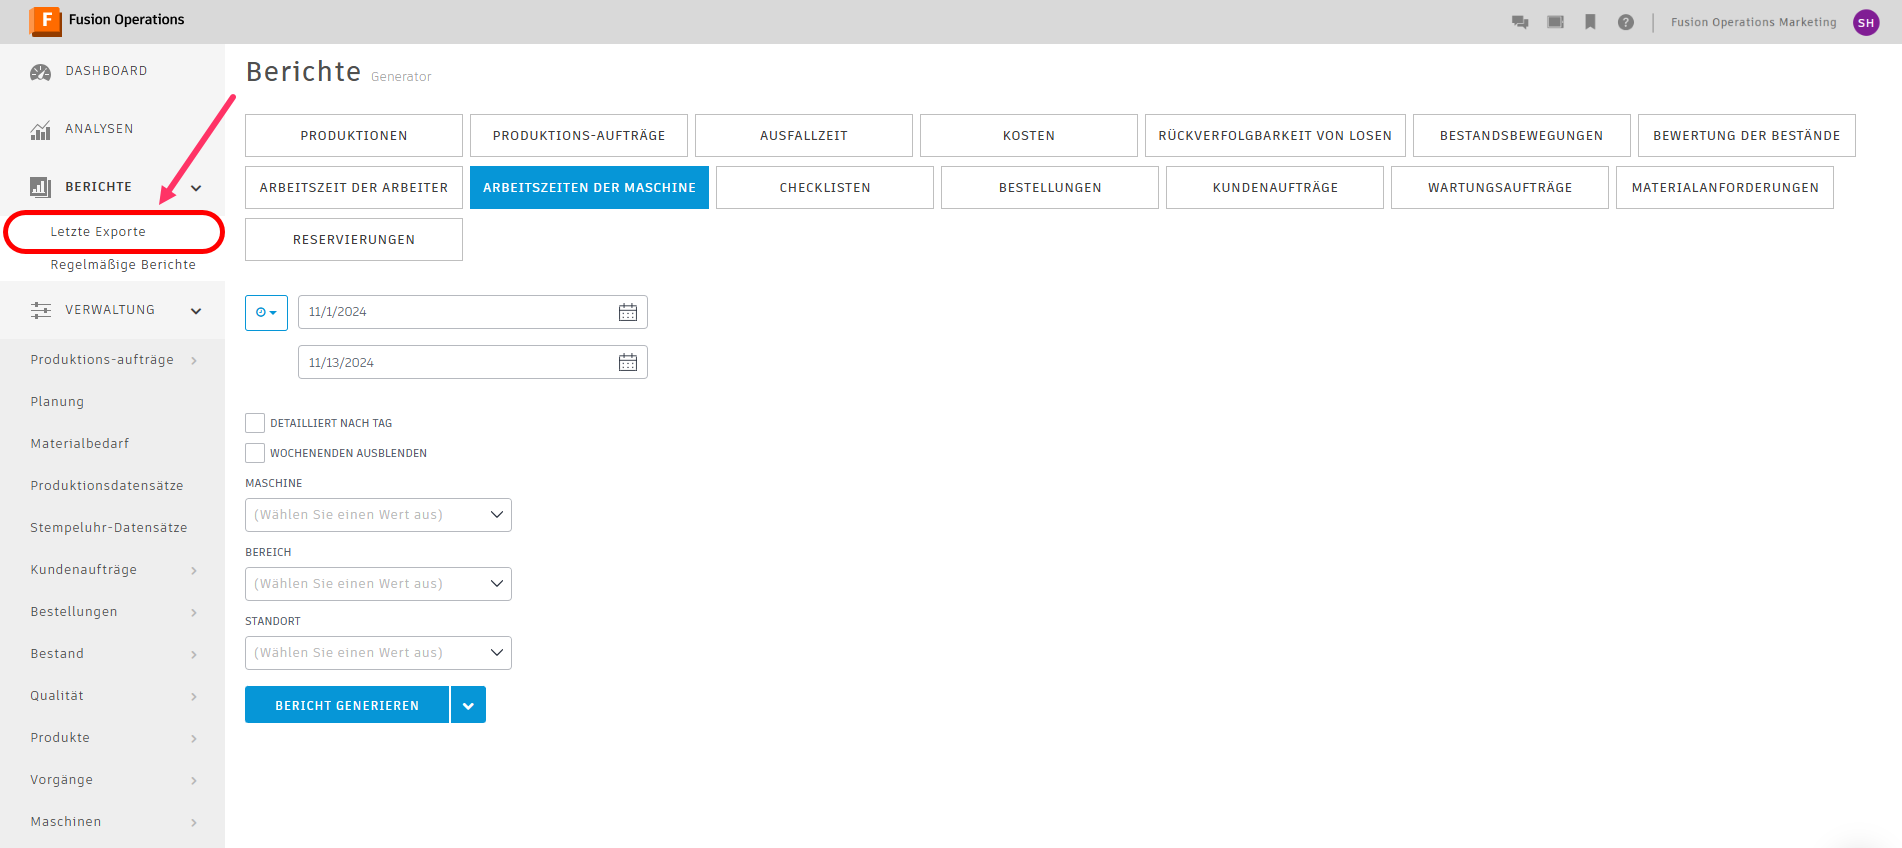 F Fusion Operations
? Fusion Operations Marketing SH
DASHBOARD
ANALYSEN
BERICHTE
Letzte Exporte
Regelmäßige Berichte
VERWALTUNG
Produktions-aufträge
Planung
Materialbedarf
Produktionsdatensätze
Stempeluhr-Datensätze
Kundenaufträge
Bestellungen
Bestand
Qualität
Produkte
Vorgänge
Maschinen
Berichte Generator
PRODUKTIONEN PRODUKTIONS-AUFTRÄGE AUSFALLZEIT KOSTEN RÜCKVERFOLGBARKEIT VON LOSEN BESTANDSBEWEGUNGEN BEWERTUNG DER BESTÄNDE
ARBEITSZEIT DER ARBEITER ARBEITSZEITEN DER MASCHINE CHECKLISTEN BESTELLUNGEN KUNDENAUFTRÄGE WARTUNGSAUFTRÄGE MATERIALANFORDERUNGEN
RESERVIERUNGEN
11/1/2024
11/13/2024
DETAILLIERT NACH TAG
WOCHENENDEN AUSBLENDEN
MASCHINE
(Wählen Sie einen Wert aus)
BEREICH
(Wählen Sie einen Wert aus)
STANDORT
(Wählen Sie einen Wert aus)
BERICHT GENERIEREN